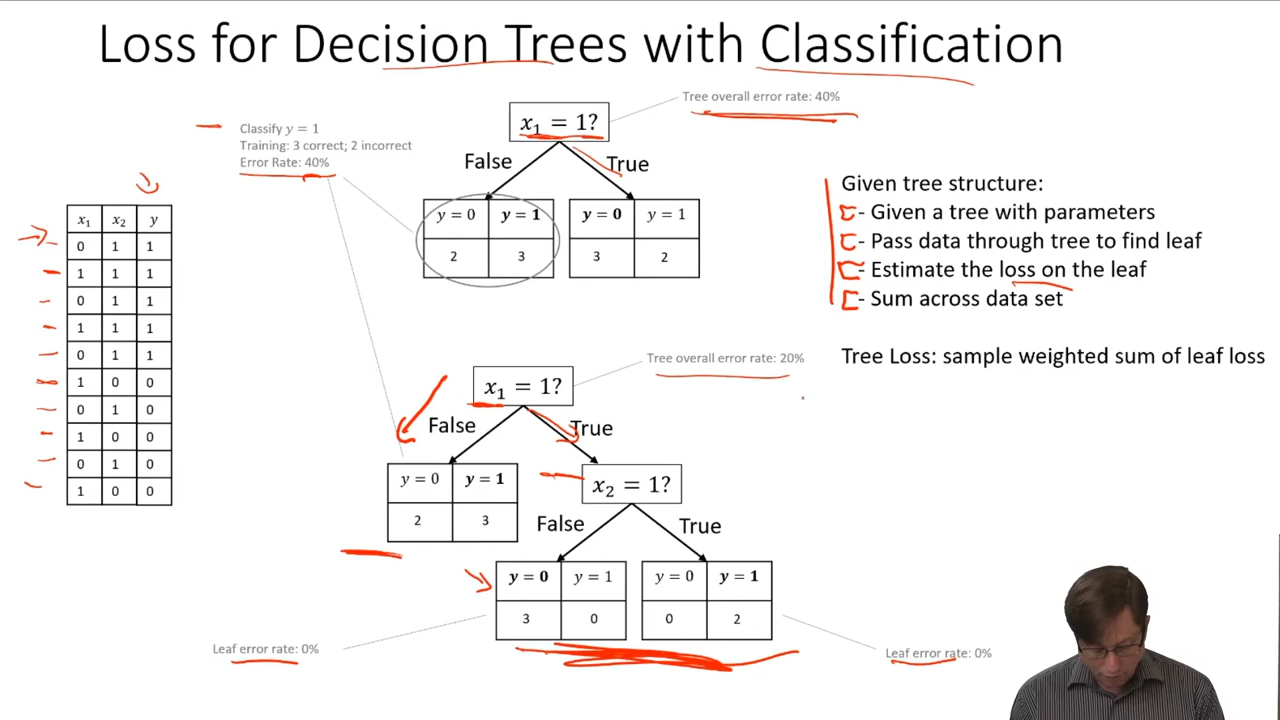 Loss for Decision Trees with Classification
Tree overall error rate: 40%
Classify y = 1
Training: 3 correct; 2 incorrect
Error Rate: 40%
x₁ = 1?
False True
y = 0 y = 1 y = 0 y = 1
2 3 3 2
x₁ x₂ y
0 1 1
1 1 1
0 1 1
1 1 1
0 1 1
1 0 0
0 1 0
1 0 0
0 1 0
1 0 0
Given tree structure:
- Given a tree with parameters
- Pass data through tree to find leaf
- Estimate the loss on the leaf
- Sum across data set
Tree Loss: sample weighted sum of leaf loss
Tree overall error rate: 20%
x₁ = 1?
False True
y = 0 y = 1
2 3
x₂ = 1?
False True
y = 0 y = 1 y = 0 y = 1
3 0 0 2
Leaf error rate: 0%
Leaf error rate: 0%